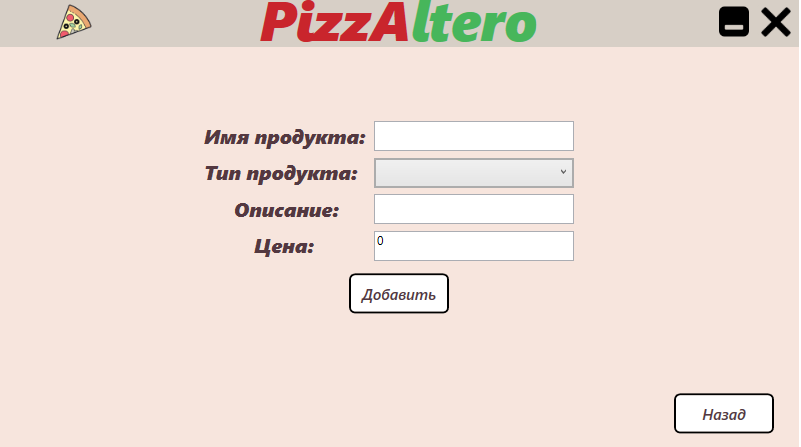 PizzAltero
Имя продукта:
Тип продукта:
Описание:
Цена: 0
Добавить
Назад